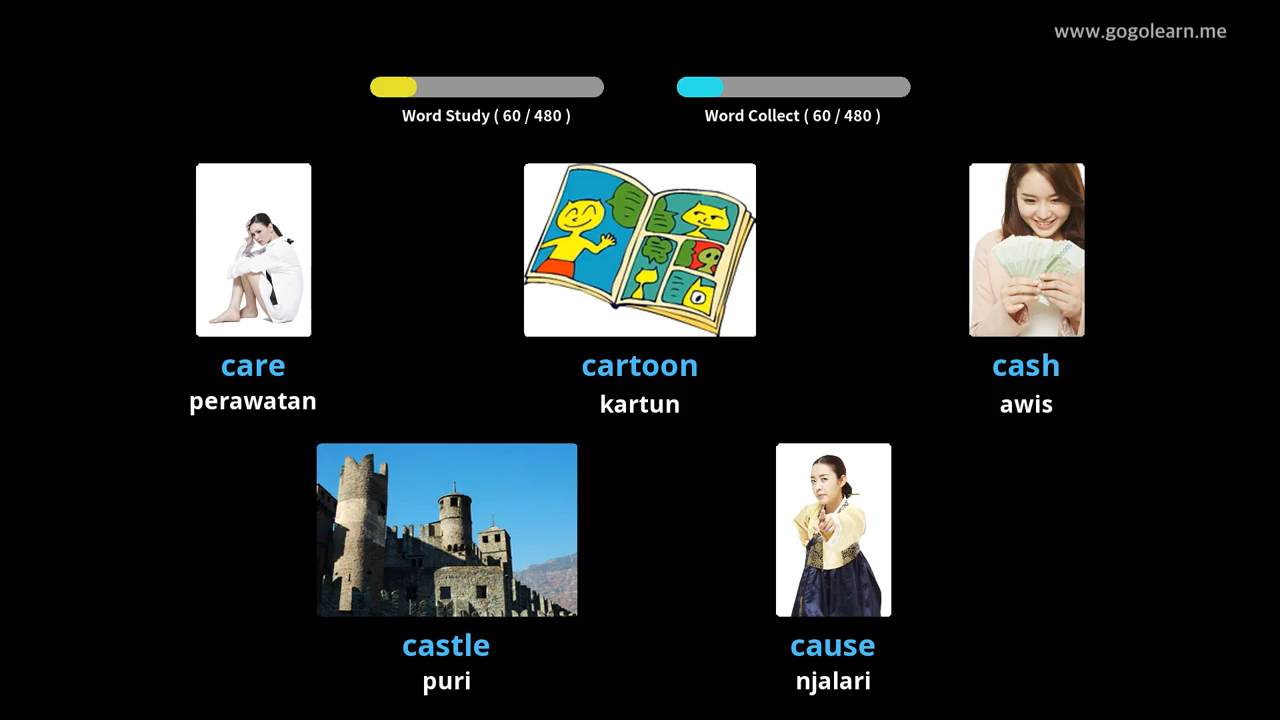 www.gogolearn.me
Word Study ( 60 / 480 )
Word Collect ( 60 / 480 )
care
perawatan
cartoon
kartun
cash
awis
castle
puri
cause
njalari